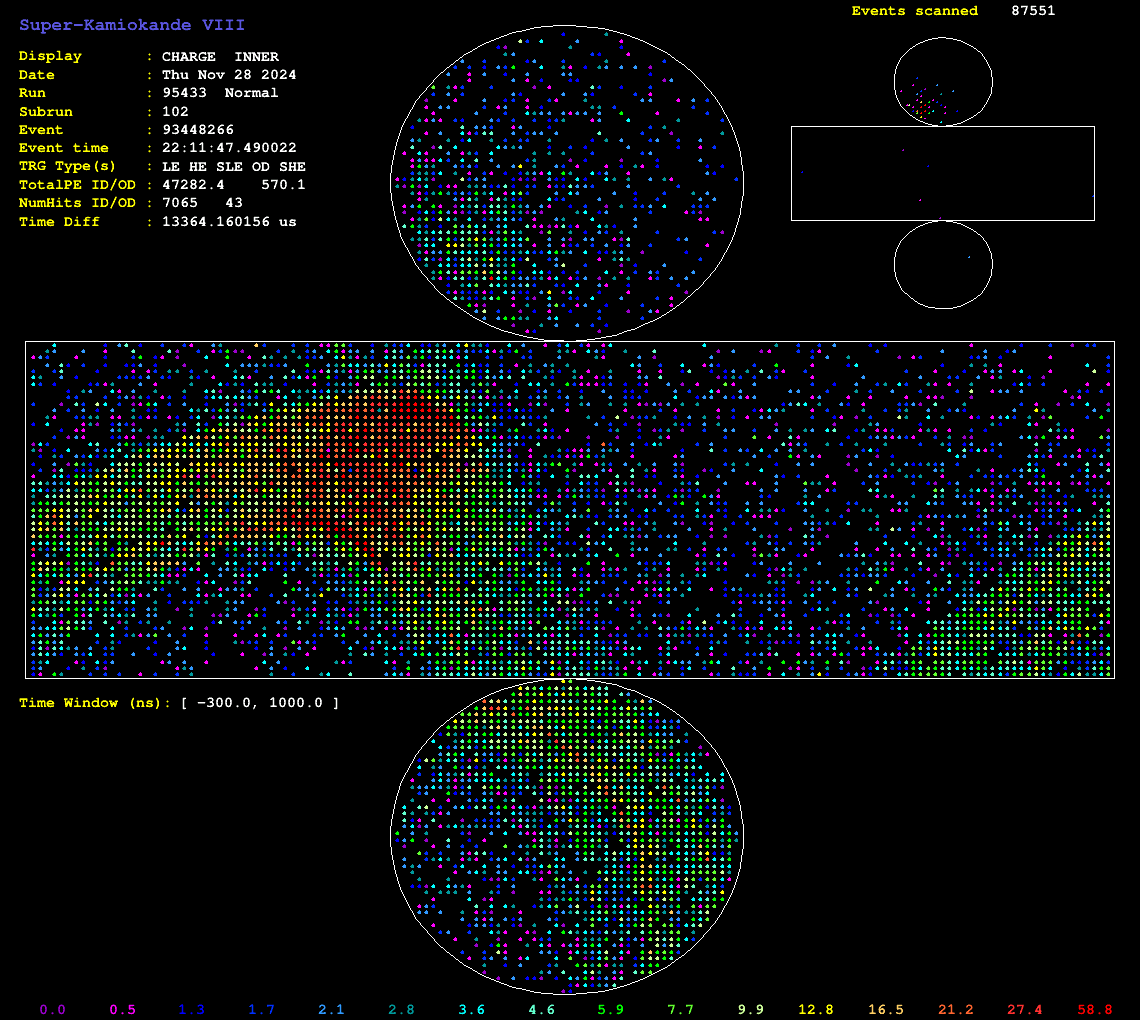 Super-Kamiokande VIII
Events scanned 87551
Display : CHARGE INNER
Date : Thu Nov 28 2024
Run : 95433 Normal
Subrun : 102
Event : 93448266
Event time : 22:11:47.490022
TRG Type(s) : LE HE SLE OD SHE
TotalPE ID/OD : 47282.4 570.1
NumHits ID/OD : 7065 43
Time Diff : 13364.160156 us
Time Window (ns): [ -300.0, 1000.0 ]
0.0 0.5 1.3 1.7 2.1 2.8 3.6 4.6 5.9 7.7 9.9 12.8 16.5 21.2 27.4 58.8